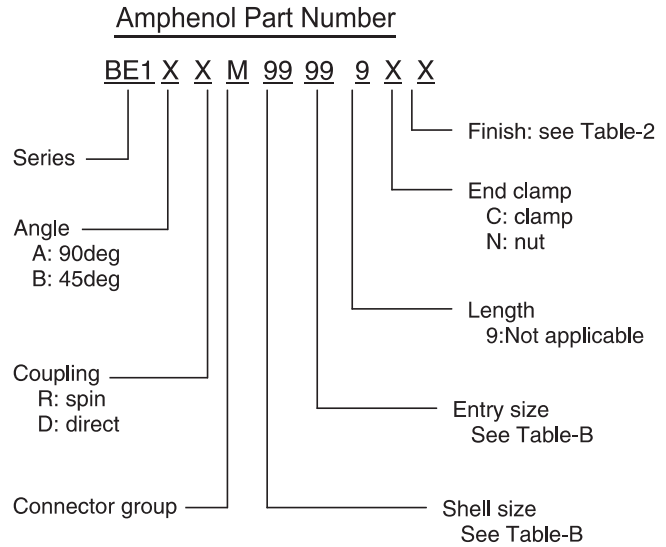 Amphenol Part Number
BE1 X X M 99 99 9 X X
Finish: see Table-2
Series
End clamp
C: clamp
N: nut
Angle
A: 90deg
B: 45deg
Length
9:Not applicable
Coupling
R: spin
D: direct
Entry size
See Table-B
Connector group
Shell size
See Table-B